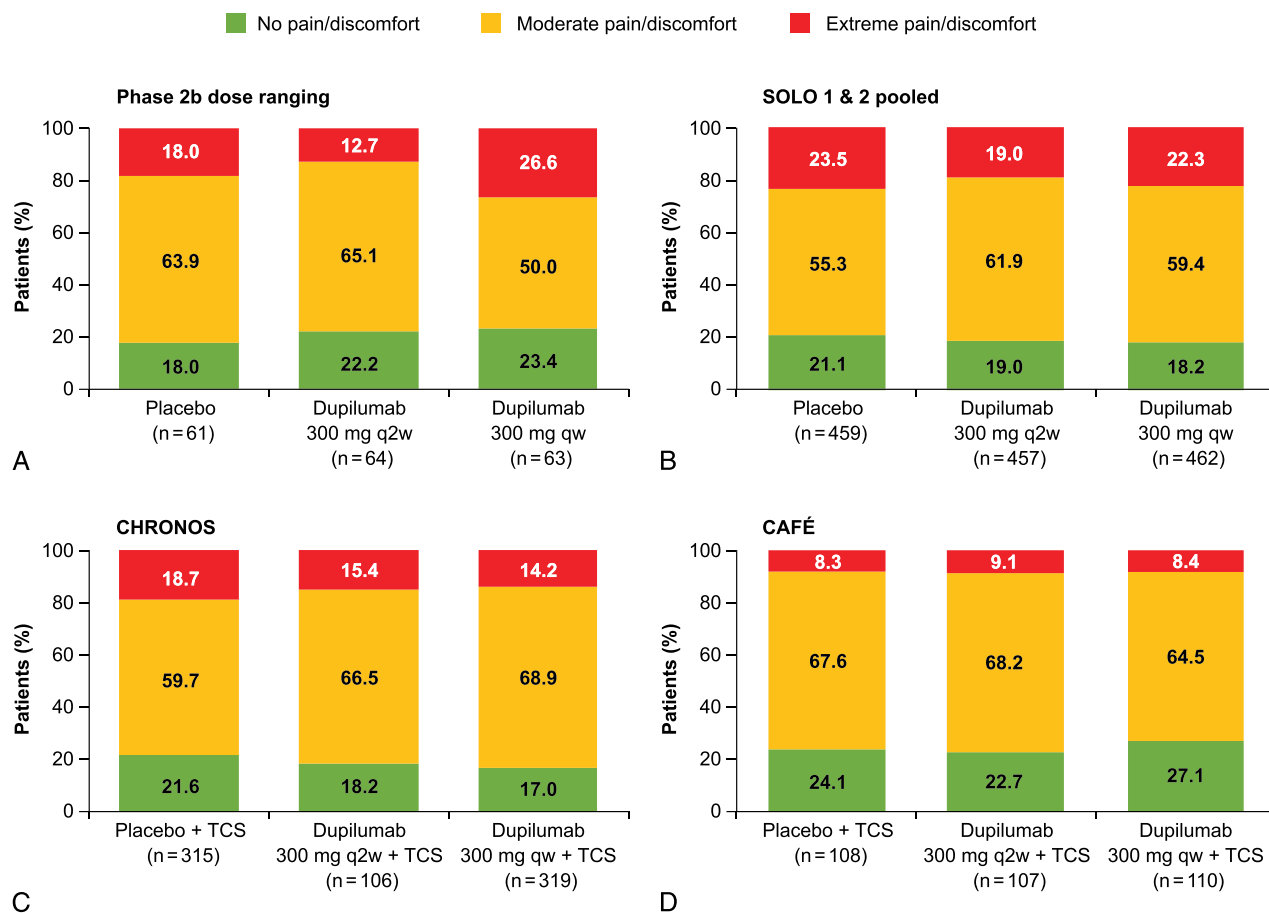 No pain/discomfort Moderate pain/discomfort Extreme pain/discomfort
Phase 2b dose ranging
Patients (%)
100
80
60
40
20
0
18.0 12.7 26.6
63.9 65.1 50.0
18.0 22.2 23.4
Placebo
(n=61)
Dupilumab
300 mg q2w
(n=64)
Dupilumab
300 mg qw
(n=63)
A
SOLO 1 & 2 pooled
Patients (%)
100
80
60
40
20
0
23.5 19.0 22.3
55.3 61.9 59.4
21.1 19.0 18.2
Placebo
(n=459)
Dupilumab
300 mg q2w
(n=457)
Dupilumab
300 mg qw
(n=462)
B
CHRONOS
Patients (%)
100
80
60
40
20
0
18.7 15.4 14.2
59.7 66.5 68.9
21.6 18.2 17.0
Placebo + TCS
(n=315)
Dupilumab
300 mg q2w + TCS
(n=106)
Dupilumab
300 mg qw + TCS
(n=319)
C
CAFÉ
Patients (%)
100
80
60
40
20
0
8.3 9.1 8.4
67.6 68.2 64.5
24.1 22.7 27.1
Placebo + TCS
(n=108)
Dupilumab
300 mg q2w + TCS
(n=107)
Dupilumab
300 mg qw + TCS
(n=110)
D